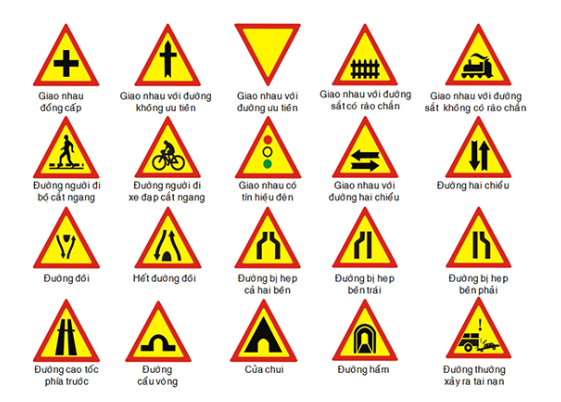 Giao nhau
đồng cấp
Giao nhau với đường
không ưu tiên
Giao nhau với
đường ưu tiên
Giao nhau với đường
sắt có rào chắn
Giao nhau với đường
sắt không có rào chắn
Đường người đi
bộ cắt ngang
Đường người đi
xe đạp cắt ngang
Giao nhau có
tín hiệu đèn
Giao nhau với
đường hai chiều
Đường hai chiều
Đường đôi
Hết đường đôi
Đường bị hẹp
cả hai bên
Đường bị hẹp
bên trái
Đường bị hẹp
bên phải
Đường cao tốc
phía trước
Đường
cầu vòng
Cửa chui
Đường hầm
Đường thường
xảy ra tai nạn